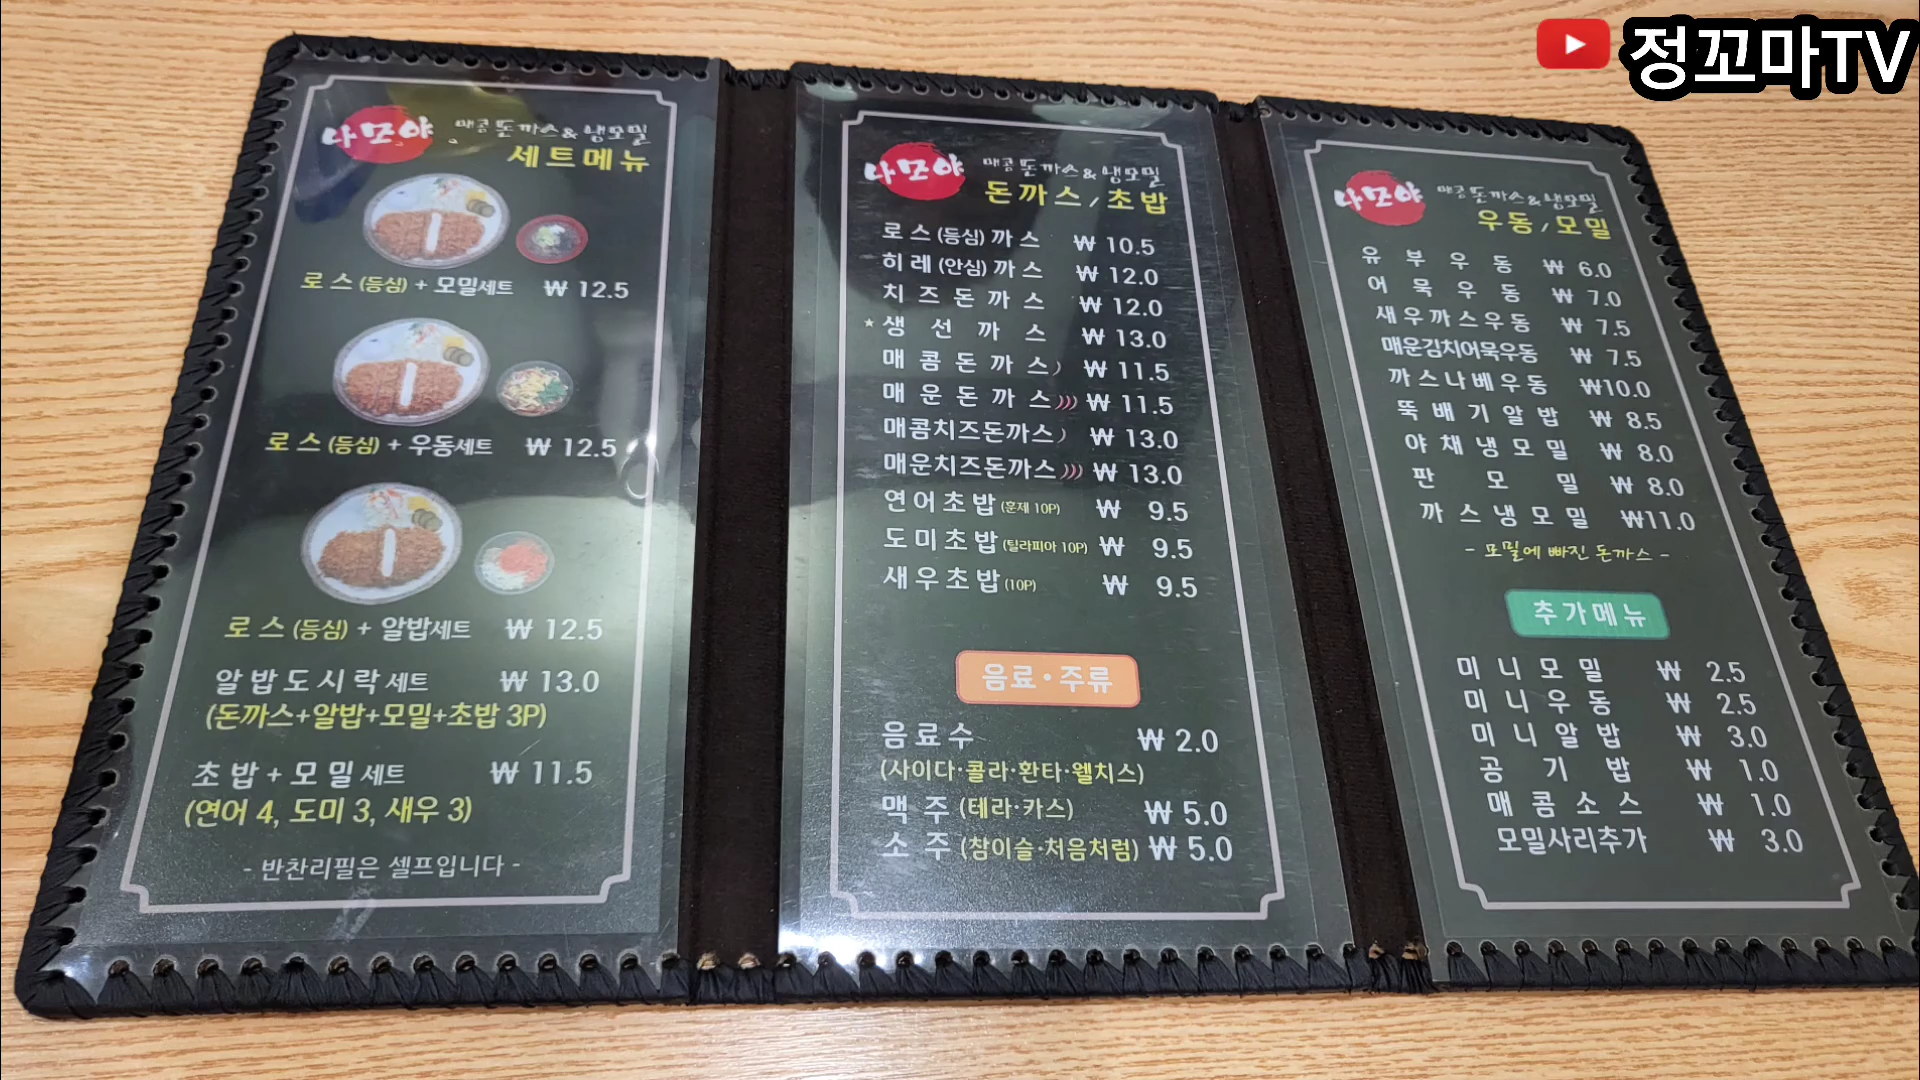 정꼬마TV
나모야 매콤돈까스&냉모밀
세트메뉴
로스(등심)+모밀세트 ₩ 12.5
로스(등심)+우동세트 ₩ 12.5
로스(등심)+알밥세트 ₩ 12.5
알밥도시락세트 ₩ 13.0
(돈까스+알밥+모밀+초밥 3P)
초밥+모밀세트 ₩ 11.5
(연어 4, 도미 3, 새우 3)
- 반찬리필은 셀프입니다 -
나모야 매콤돈까스&냉모밀
돈까스/초밥
로스(등심)까스 ₩ 10.5
히레(안심)까스 ₩ 12.0
치즈돈까스 ₩ 12.0
★생선까스 ₩ 13.0
매콤돈까스 ₩ 11.5
매운돈까스 ₩ 11.5
매콤치즈돈까스 ₩ 13.0
매운치즈돈까스 ₩ 13.0
연어초밥(훈제 10P) ₩ 9.5
도미초밥(틸라피아 10P) ₩ 9.5
새우초밥(10P) ₩ 9.5
음료·주류
음료수 ₩ 2.0
(사이다·콜라·환타·웰치스)
맥주 (테라·카스) ₩ 5.0
소주 (참이슬·처음처럼) ₩ 5.0
나모야 매콤돈까스&냉모밀
우동/모밀
유부우동 ₩ 6.0
어묵우동 ₩ 7.0
새우까스우동 ₩ 7.5
매운김치어묵우동 ₩ 7.5
까스나베우동 ₩10.0
뚝배기알밥 ₩ 8.5
야채냉모밀 ₩ 8.0
판모밀 ₩ 8.0
까스냉모밀 ₩11.0
- 모밀에 빠진 돈까스 -
추가메뉴
미니모밀 ₩ 2.5
미니우동 ₩ 2.5
미니알밥 ₩ 3.0
공기밥 ₩ 1.0
매콤소스 ₩ 1.0
모밀사리추가 ₩ 3.0